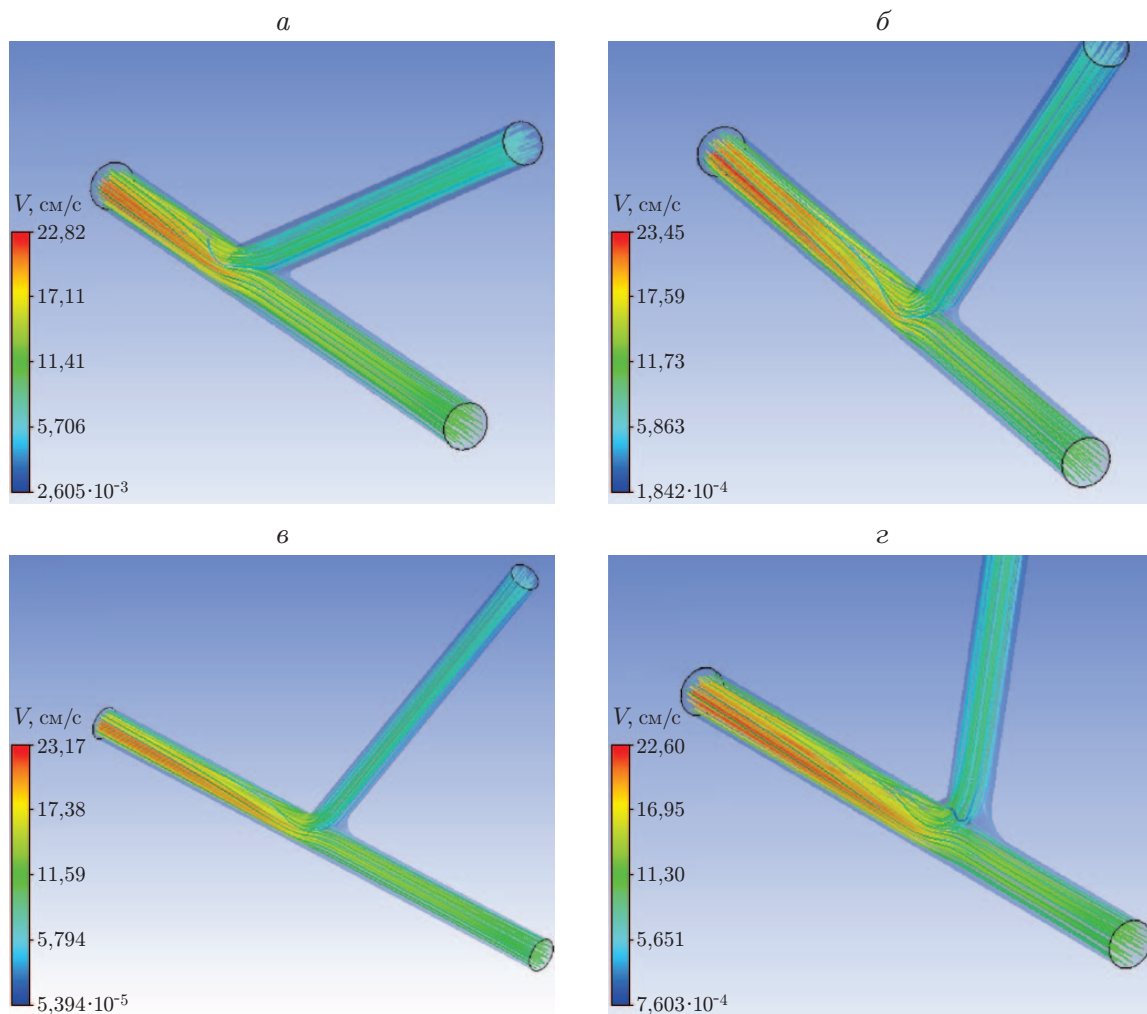 а
V, см/с
22,82
17,11
11,41
5,706
2,605·10⁻³
б
V, см/с
23,45
17,59
11,73
5,863
1,842·10⁻⁴
в
V, см/с
23,17
17,38
11,59
5,794
5,394·10⁻⁵
г
V, см/с
22,60
16,95
11,30
5,651
7,603·10⁻⁴